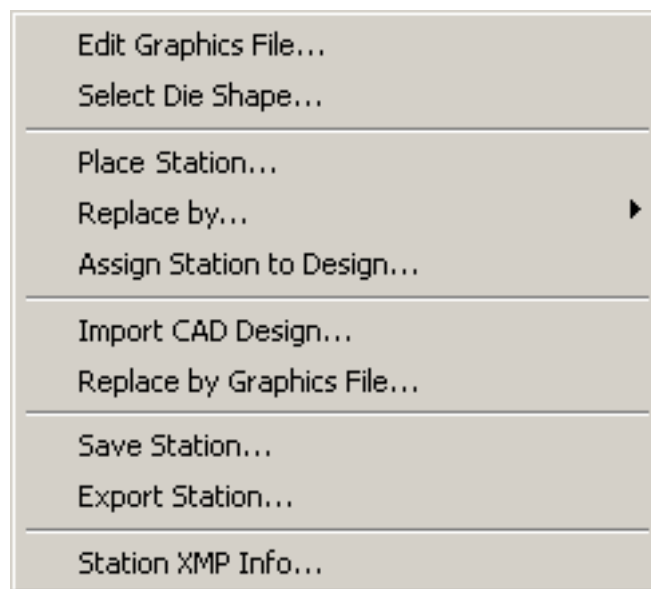 Edit Graphics File...
Select Die Shape...
Place Station...
Replace by...
Assign Station to Design...
Import CAD Design...
Replace by Graphics File...
Save Station...
Export Station...
Station XMP Info...